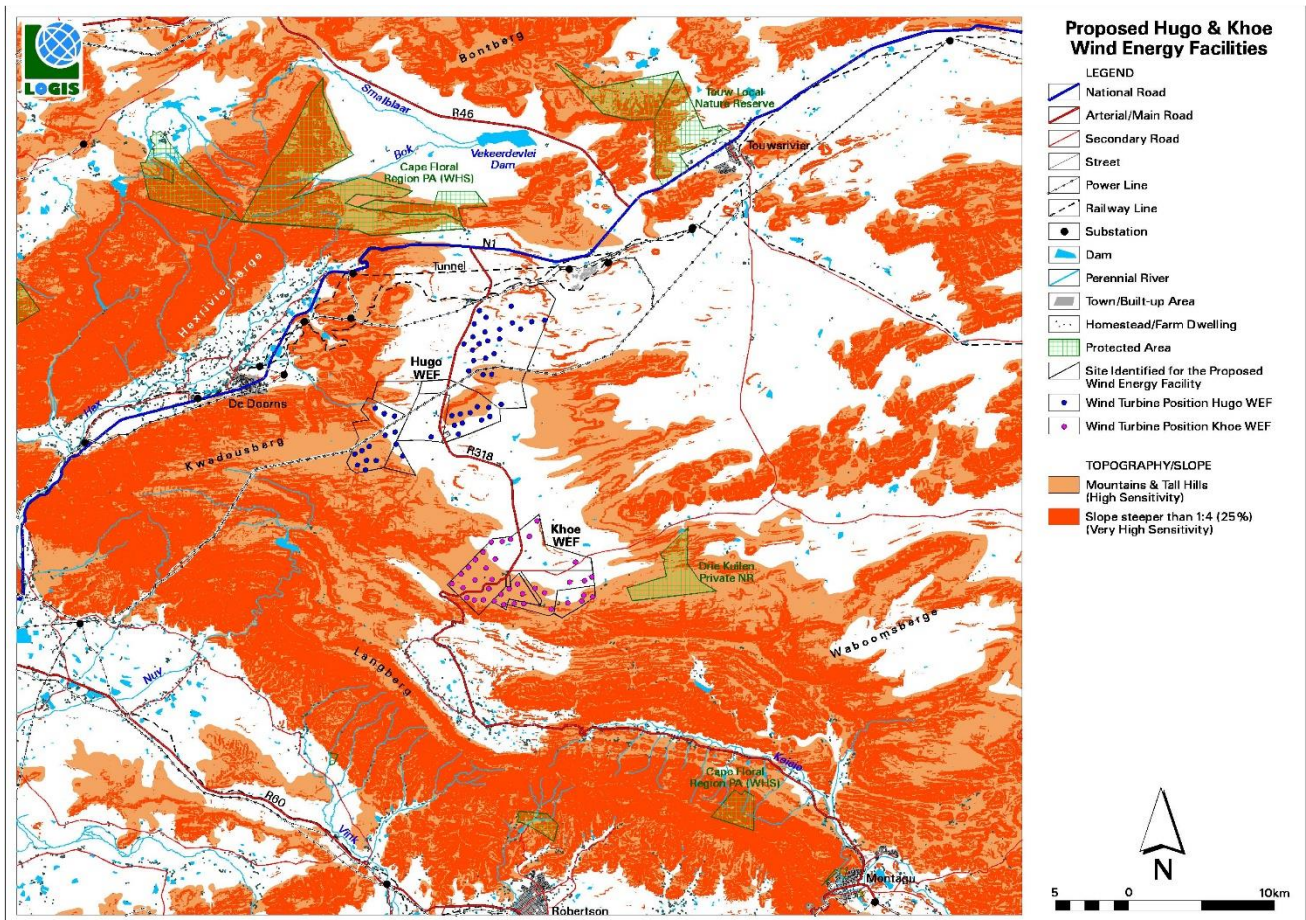 LOGIS
Bontberg
Smalblaar
R46
Touw Local
Nature Reserve
Touwsrivier
Bok
Vekeerdevlei
Dam
Cape Floral
Region PA (WHS)
N1
Tunnel
Hexrivierberge
Hugo
WEF
De Doorns
Hex
Kwadousberg
R318
Khoe
WEF
Drie Kuilen
Private NR
Waboomsberge
Langberg
Nuy
Keisie
Cape Floral
Region PA (WHS)
R60
Vink
Montagu
Robertson
Proposed Hugo & Khoe
Wind Energy Facilities
LEGEND
National Road
Arterial/Main Road
Secondary Road
Street
Power Line
Railway Line
Substation
Dam
Perennial River
Town/Built-up Area
Homestead/Farm Dwelling
Protected Area
Site Identified for the Proposed
Wind Energy Facility
Wind Turbine Position Hugo WEF
Wind Turbine Position Khoe WEF
TOPOGRAPHY/SLOPE
Mountains & Tall Hills
(High Sensitivity)
Slope steeper than 1:4 (25%)
(Very High Sensitivity)
N
5 0 10km